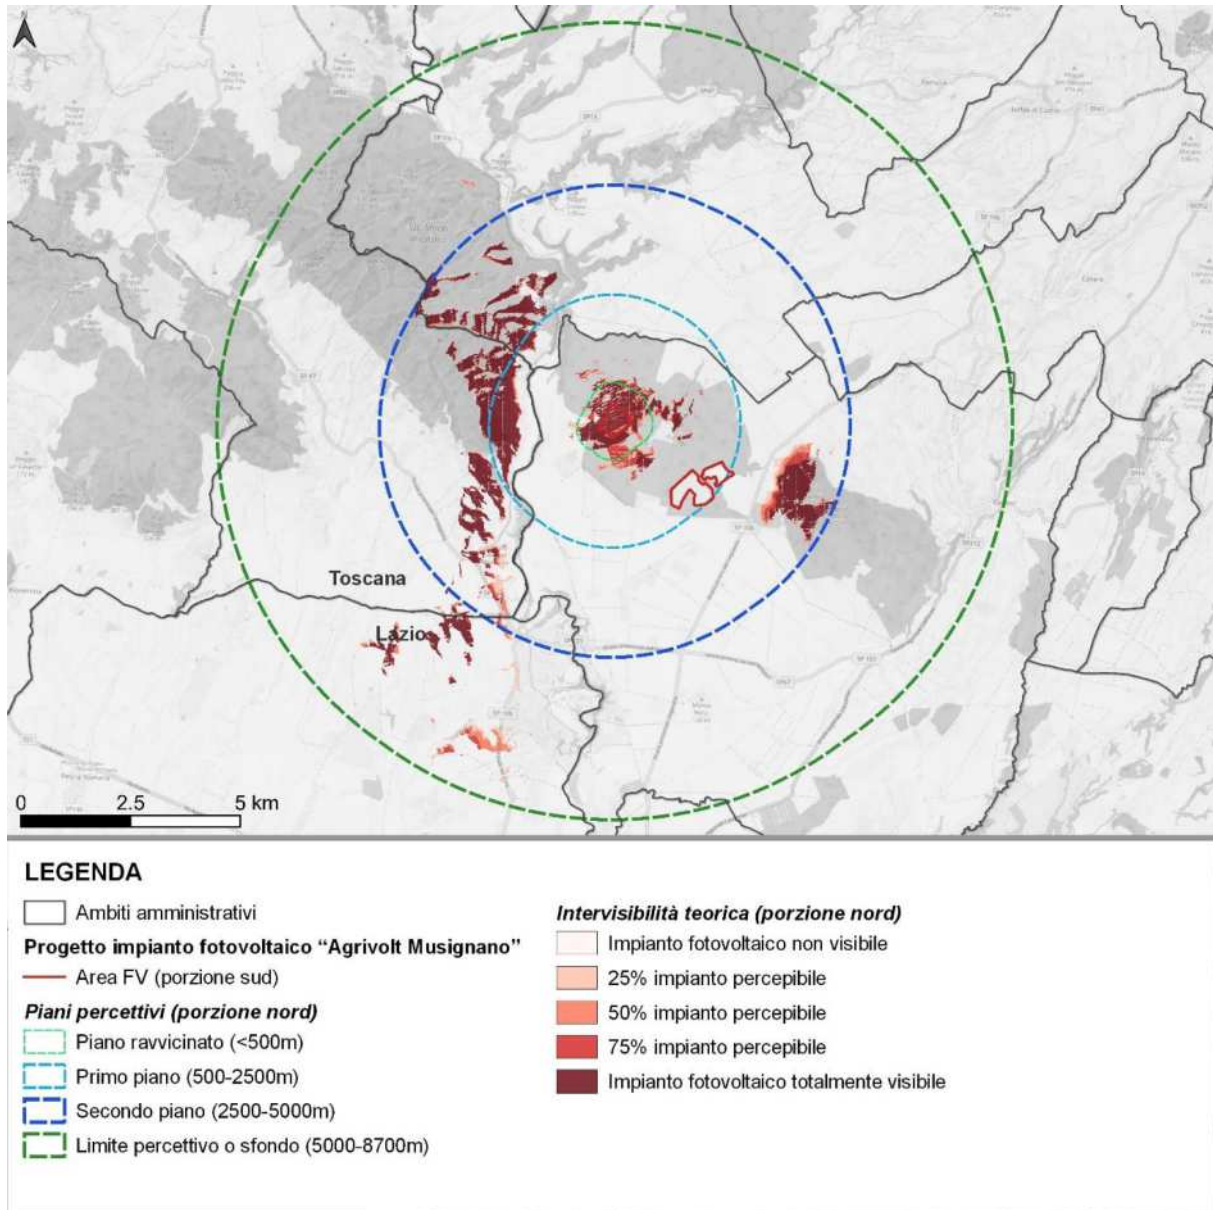 Toscana
Lazio
0 2.5 5 km
LEGENDA
Ambiti amministrativi
Progetto impianto fotovoltaico “Agrivolt Musignano”
Area FV (porzione sud)
Piani percettivi (porzione nord)
Piano ravvicinato (<500m)
Primo piano (500-2500m)
Secondo piano (2500-5000m)
Limite percettivo o sfondo (5000-8700m)
Intervisibilità teorica (porzione nord)
Impianto fotovoltaico non visibile
25% impianto percepibile
50% impianto percepibile
75% impianto percepibile
Impianto fotovoltaico totalmente visibile